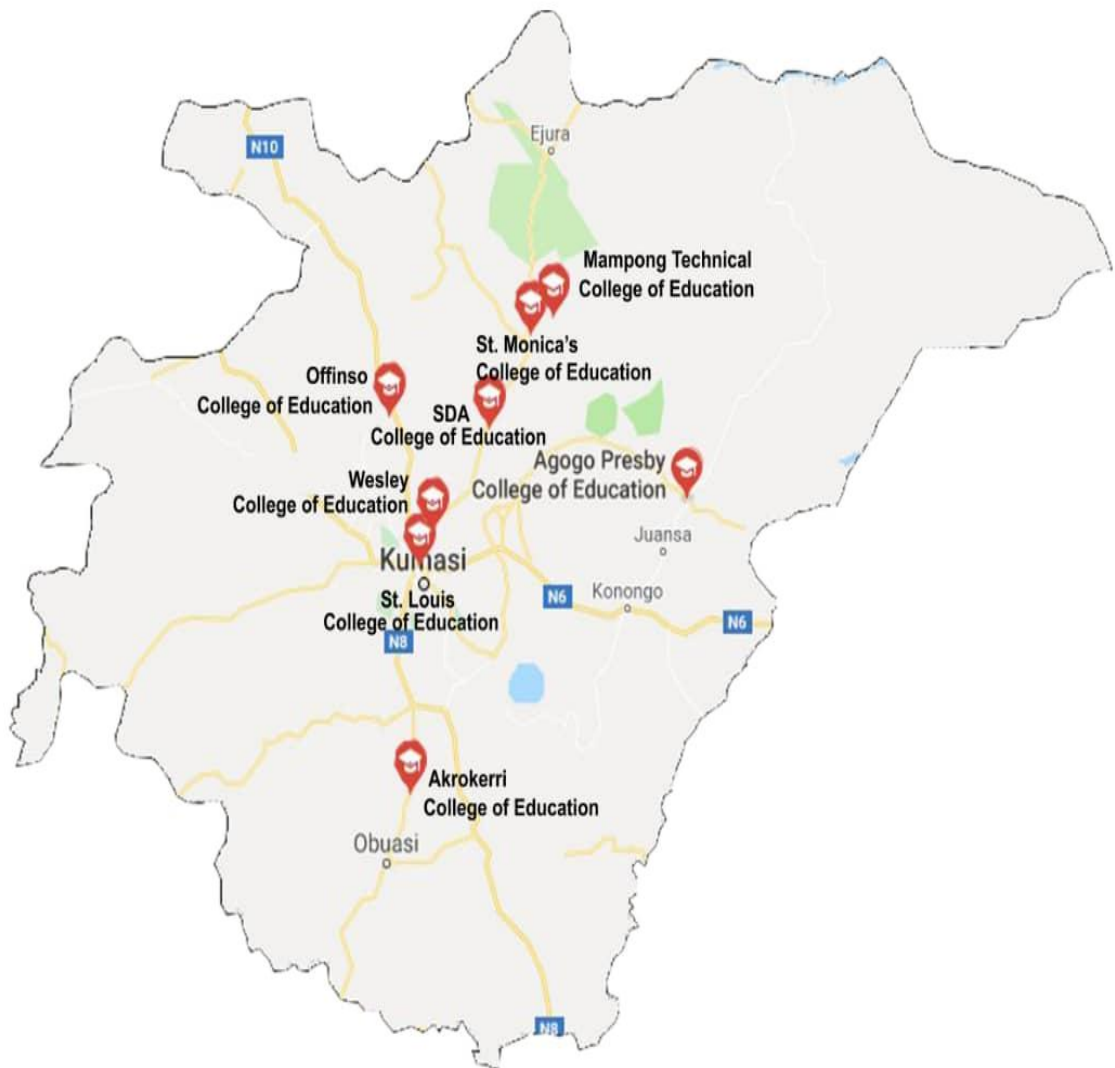 Ejura
N10
Mampong Technical
College of Education
St. Monica's
College of Education
Offinso
College of Education
SDA
College of Education
Agogo Presby
College of Education
Wesley
College of Education
Juansa
Kumasi
Konongo
St. Louis
College of Education
N6
N6
N8
Akrokerri
College of Education
Obuasi
N8